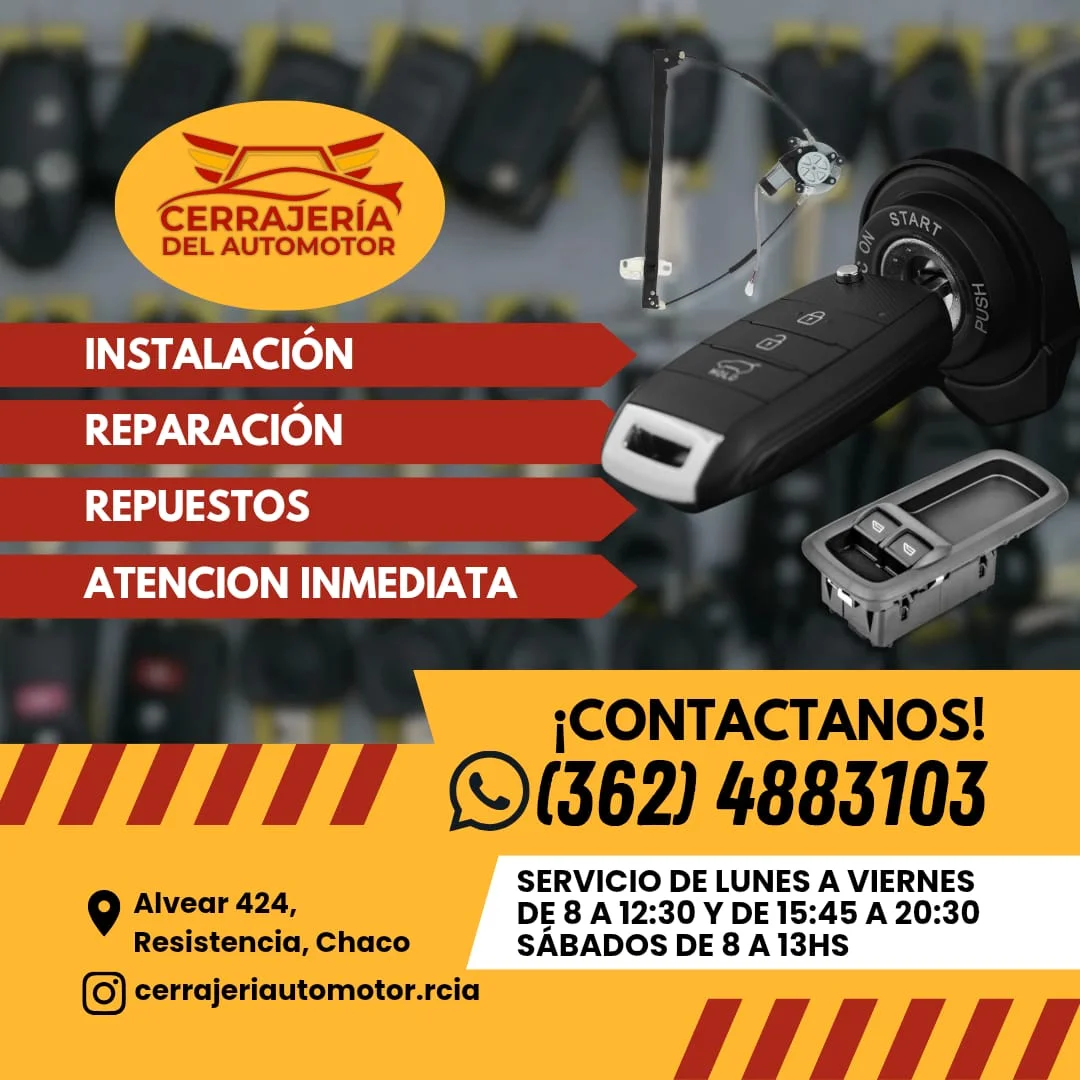 CERRAJERÍA
DEL AUTOMOTOR
INSTALACIÓN
REPARACIÓN
REPUESTOS
ATENCION INMEDIATA
ON
START
PUSH
HOLD
¡CONTACTANOS!
(362) 4883103
SERVICIO DE LUNES A VIERNES
DE 8 A 12:30 Y DE 15:45 A 20:30
SÁBADOS DE 8 A 13HS
Alvear 424,
Resistencia, Chaco
cerrajeriautomotor.rcia